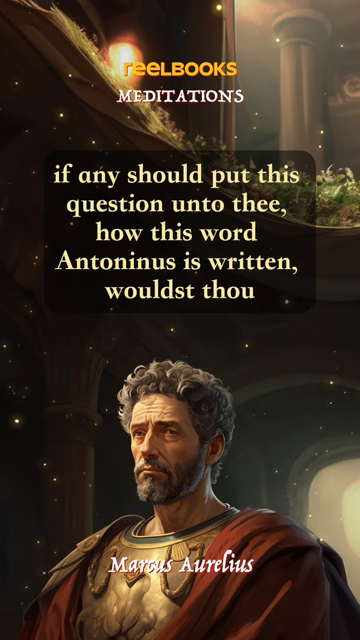 reelBOOKS
MEDITATIONS
if any should put this
question unto thee,
how this word
Antoninus is written,
wouldst thou
Marcus Aurelius